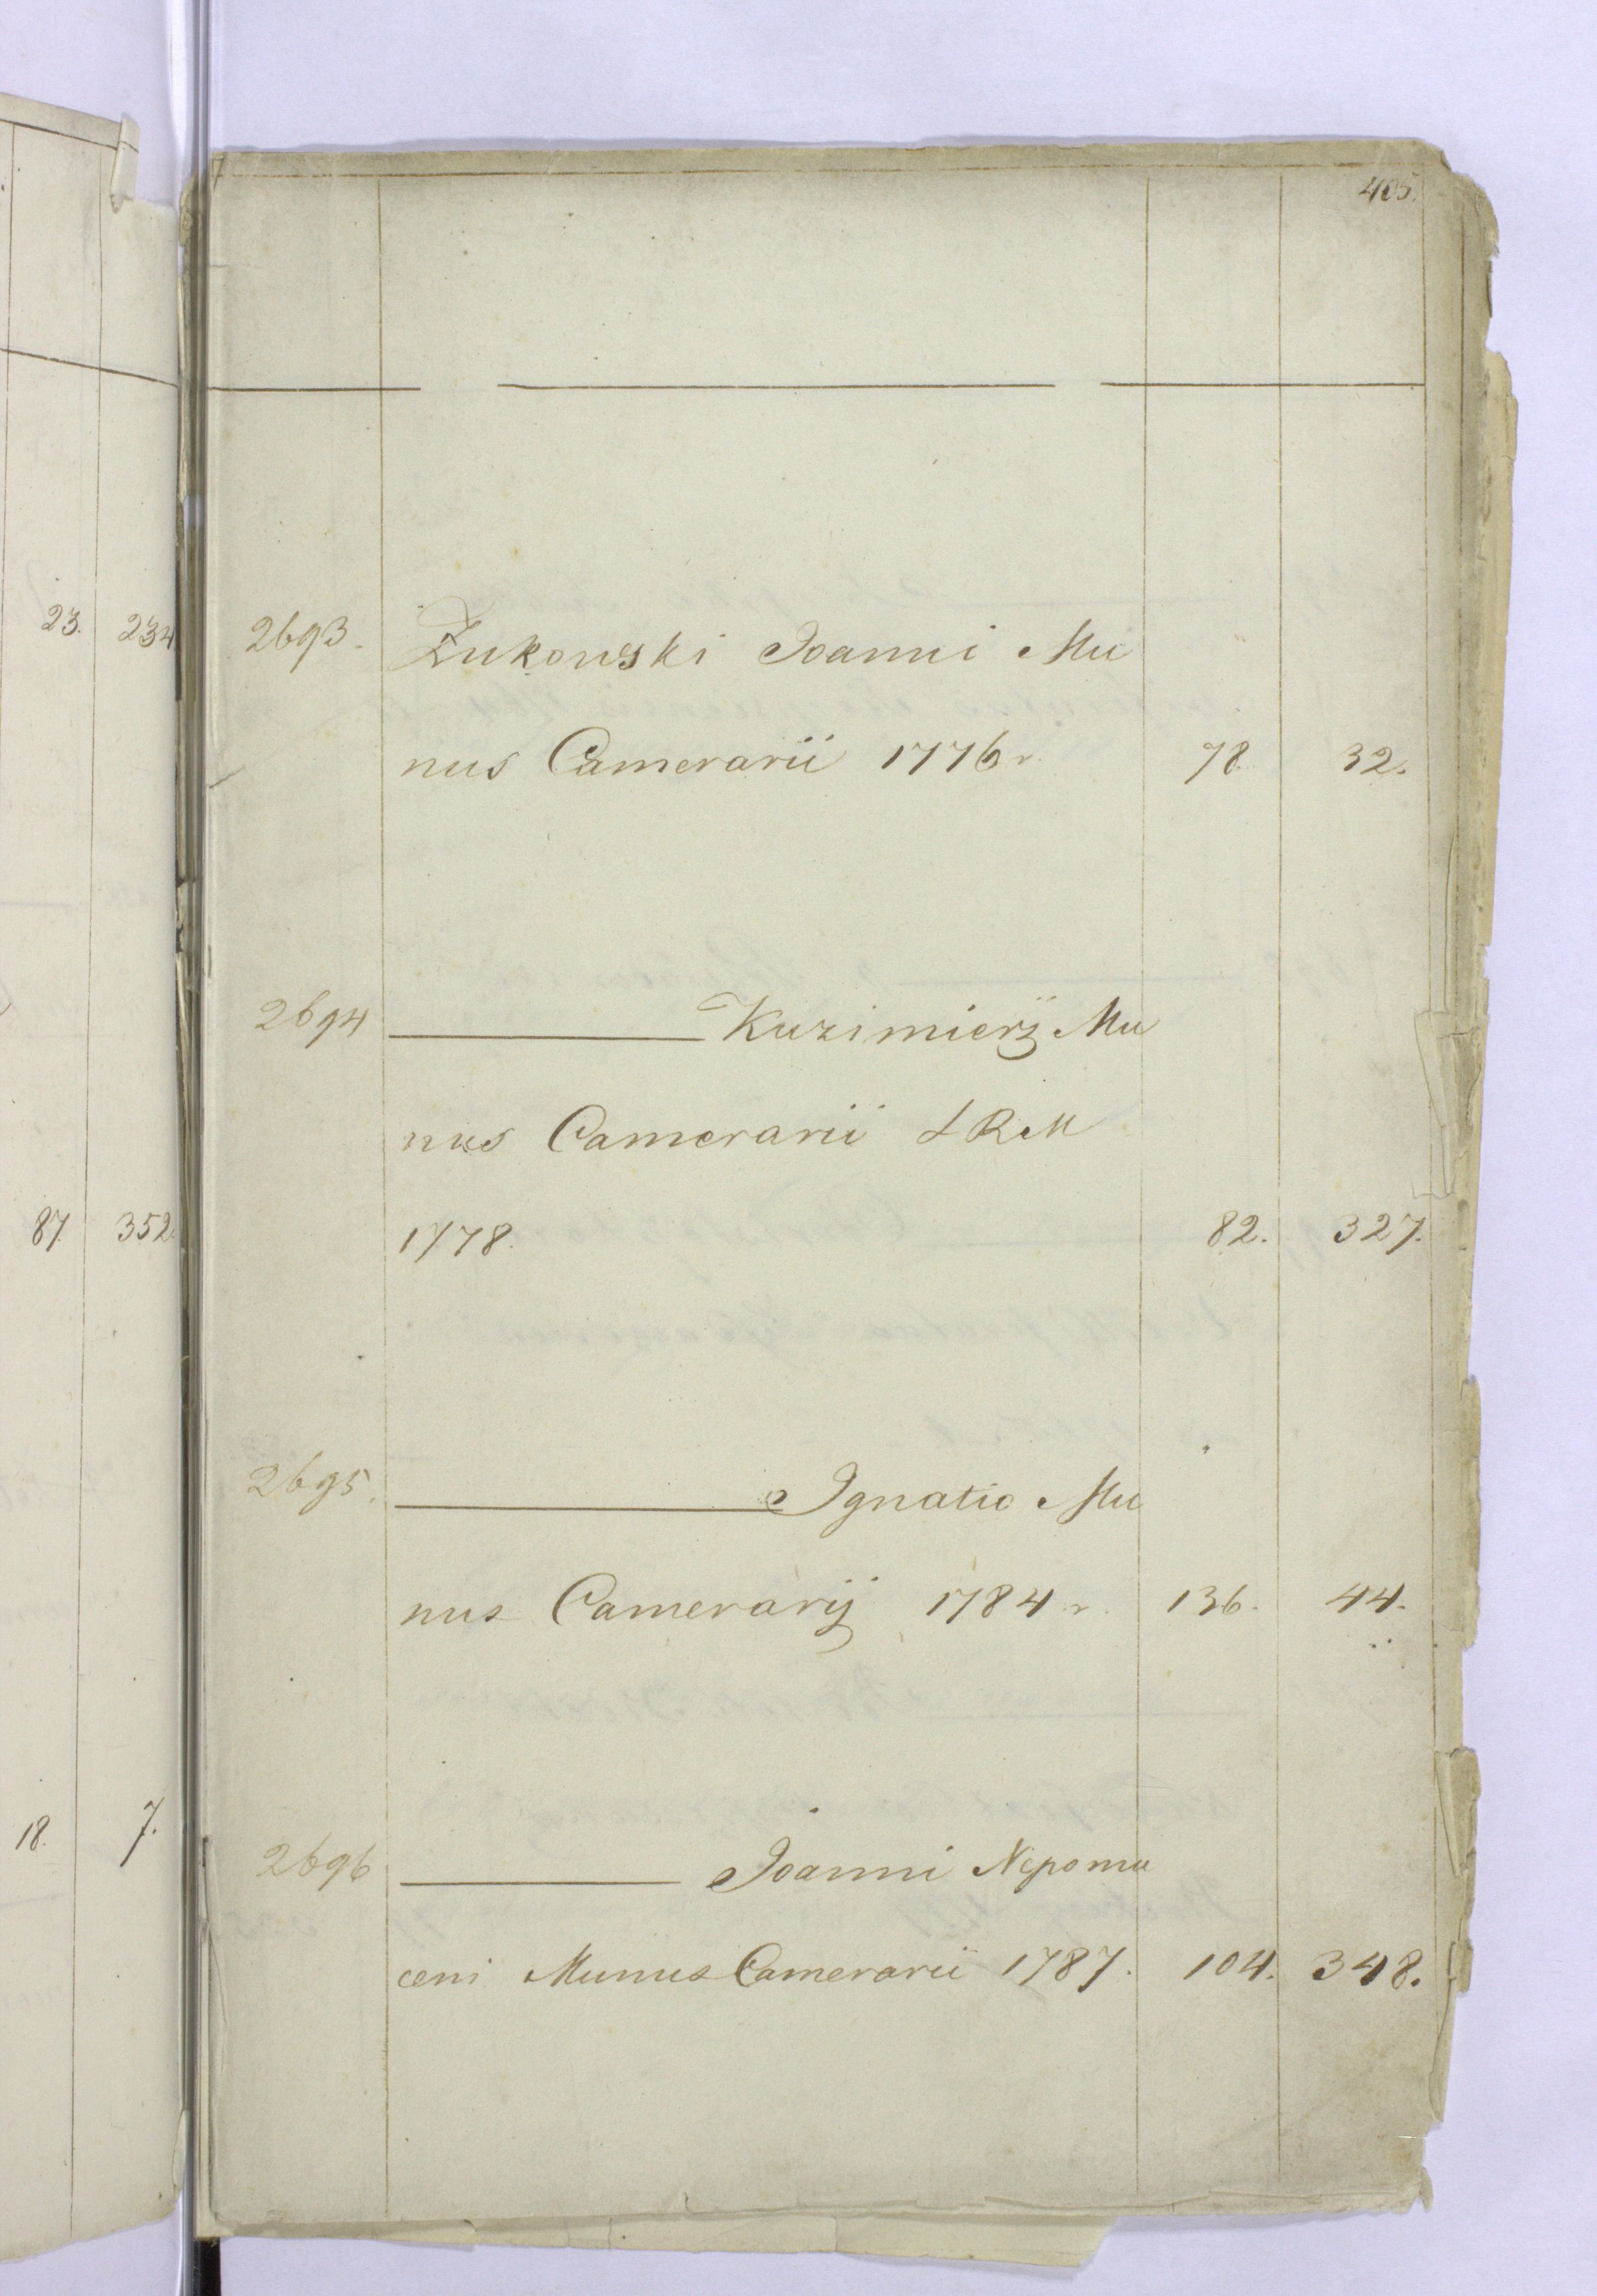 405.
23. 234
2693. Żukowski Joanni Mu
nus Camerarii 1776 r. 78. 32.
2694 Kazimierz Mu
nus Camerarii
87. 352.
1778. 82. 327.
2695. Ignatio Mu
nus Camerarij 1784 r. 136. 44.
18. 7.
2696 Joanni Nepomu
ceni Munus Camerarii 1787. 104. 348.